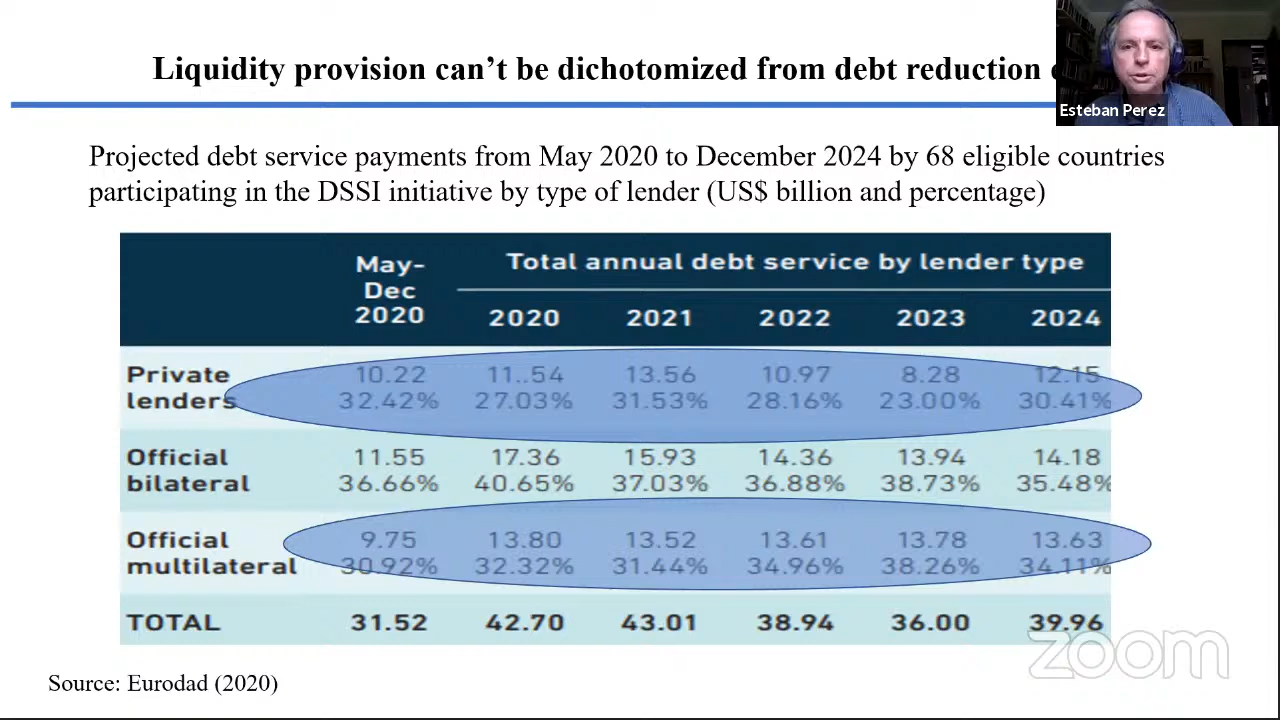 Liquidity provision can't be dichotomized from debt reduction
Esteban Perez
Projected debt service payments from May 2020 to December 2024 by 68 eligible countries
participating in the DSSI initiative by type of lender (US$ billion and percentage)
May-
Dec
2020
Total annual debt service by lender type
2020 2021 2022 2023 2024
Private
lenders
10.22 11..54 13.56 10.97 8.28 12.15
32.42% 27.03% 31.53% 28.16% 23.00% 30.41%
Official
bilateral
11.55 17.36 15.93 14.36 13.94 14.18
36.66% 40.65% 37.03% 36.88% 38.73% 35.48%
Official
multilateral
9.75 13.80 13.52 13.61 13.78 13.63
30.92% 32.32% 31.44% 34.96% 38.26% 34.11%
TOTAL 31.52 42.70 43.01 38.94 36.00 39.96
zoom
Source: Eurodad (2020)